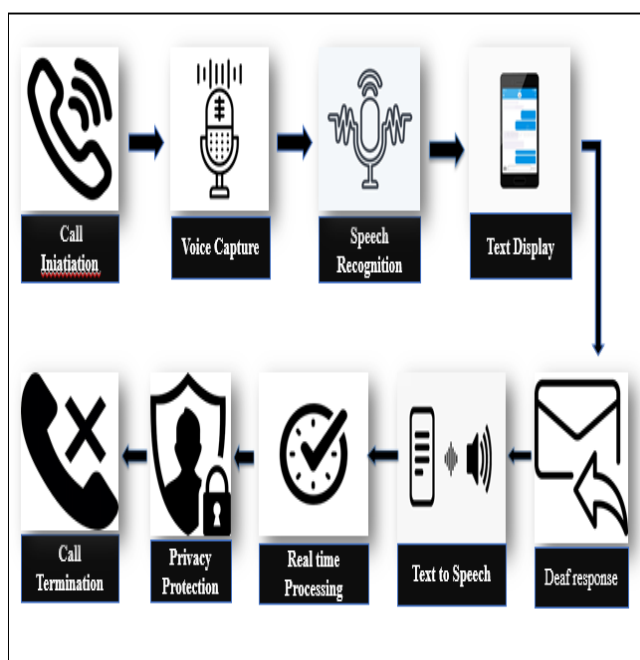 Call
Iniatiation
Voice Capture
Speech
Recognition
Text Display
Call
Termination
Privacy
Protection
Real time
Processing
Text to Speech
Deaf response